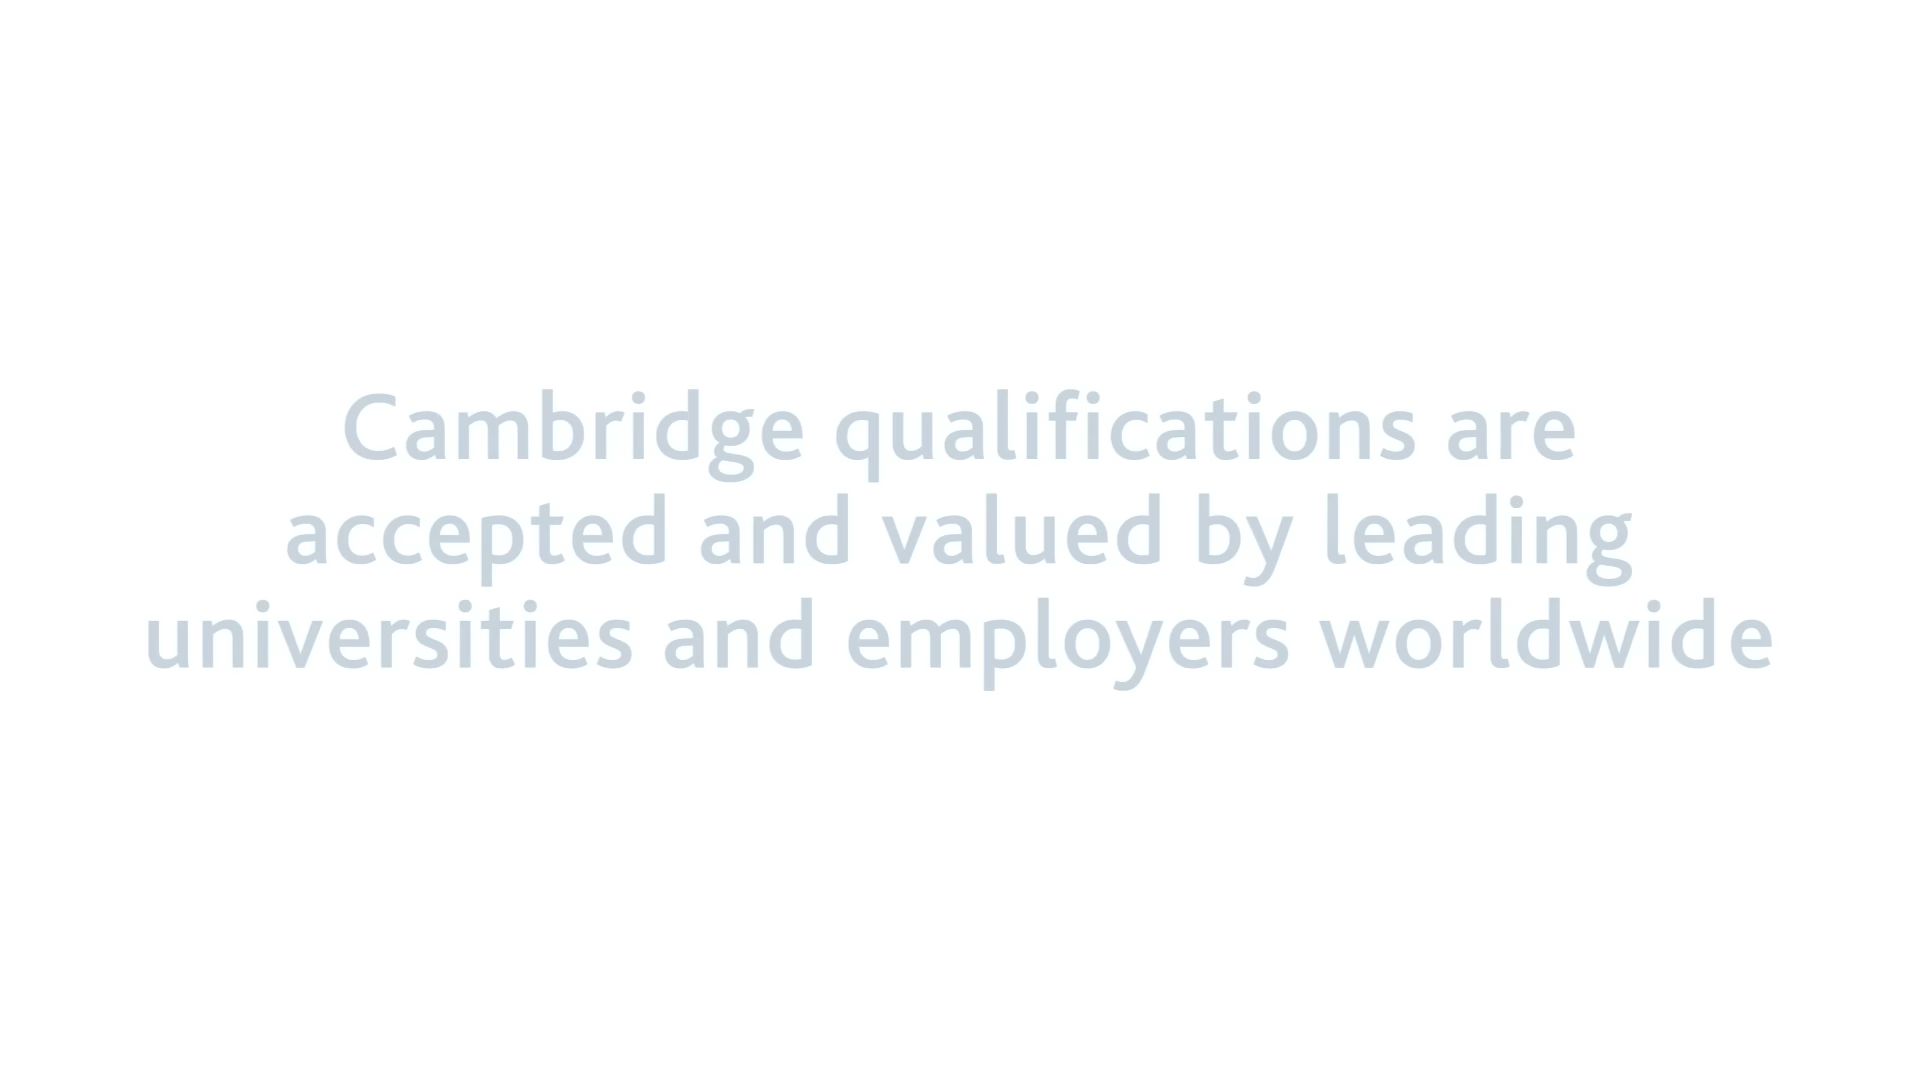 Cambridge qualifications are
accepted and valued by leading
universities and employers worldwide